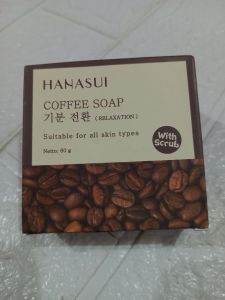 HANASUI
COFFEE SOAP
기분 전환 (RELAXATION)
Suitable for all skin types
Netto: 60 g
With
Scrub